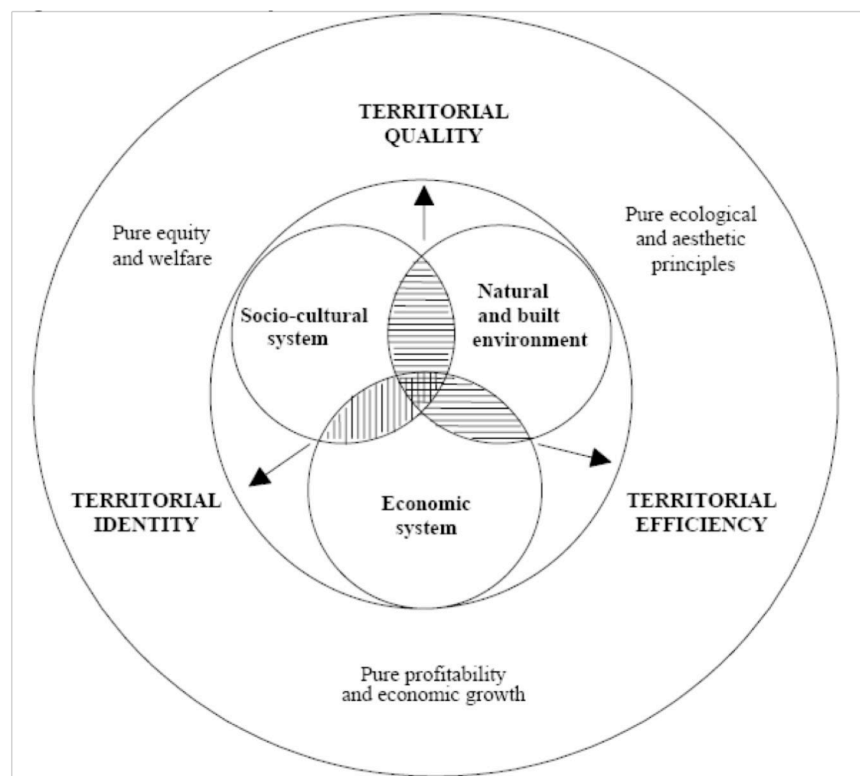 TERRITORIAL
QUALITY
Pure equity
and welfare
Pure ecological
and aesthetic
principles
Socio-cultural
system
Natural
and built
environment
TERRITORIAL
IDENTITY
Economic
system
TERRITORIAL
EFFICIENCY
Pure profitability
and economic growth